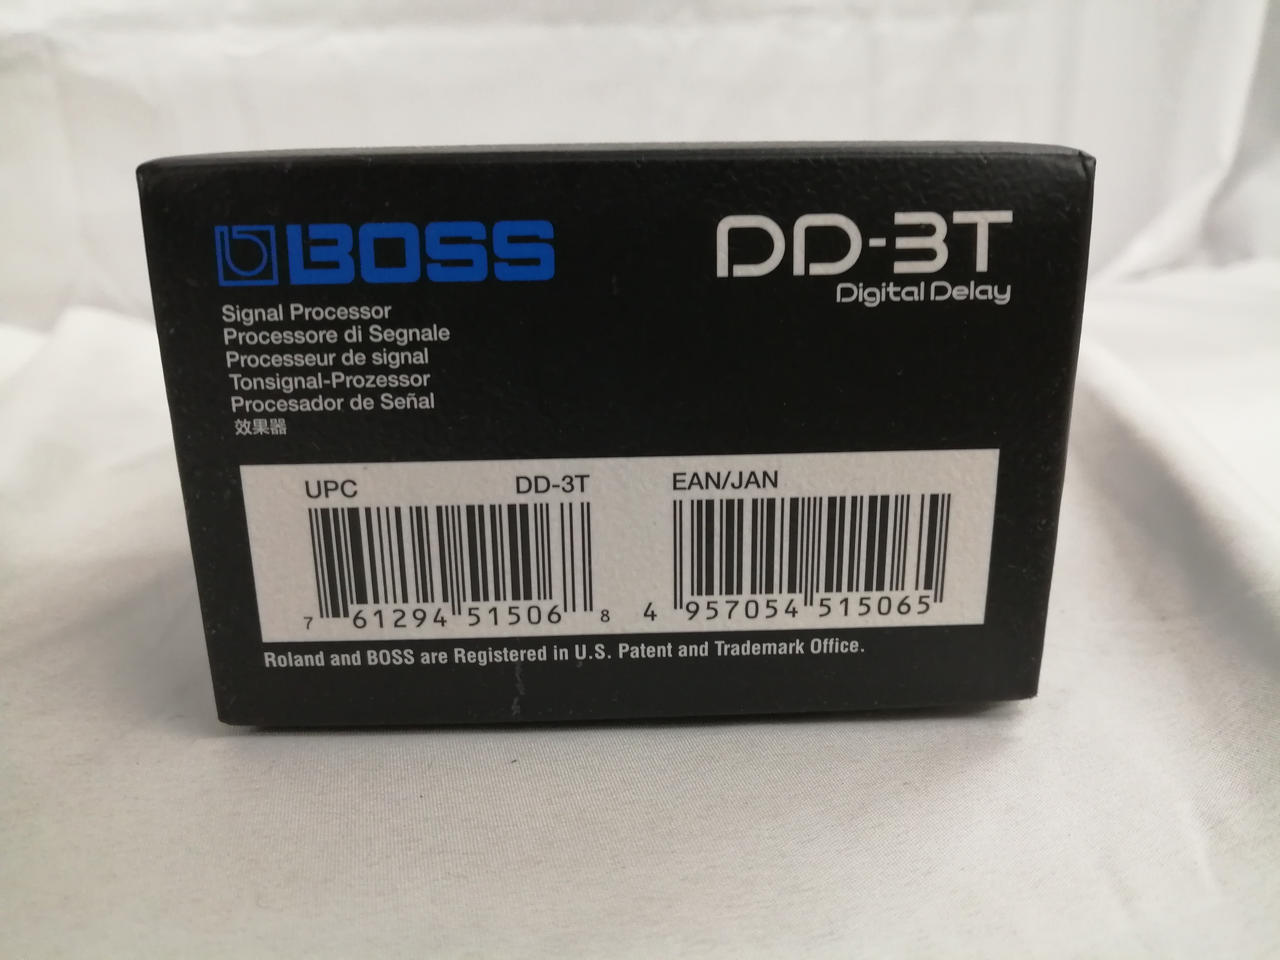 BOSS
DD-3T
Digital Delay
Signal Processor
Processore di Segnale
Processeur de signal
Tonsignal-Prozessor
Procesador de Señal
效果器
UPC DD-3T
EAN/JAN
7 61294 51506 8
4 957054 515065
Roland and BOSS are Registered in U.S. Patent and Trademark Office.